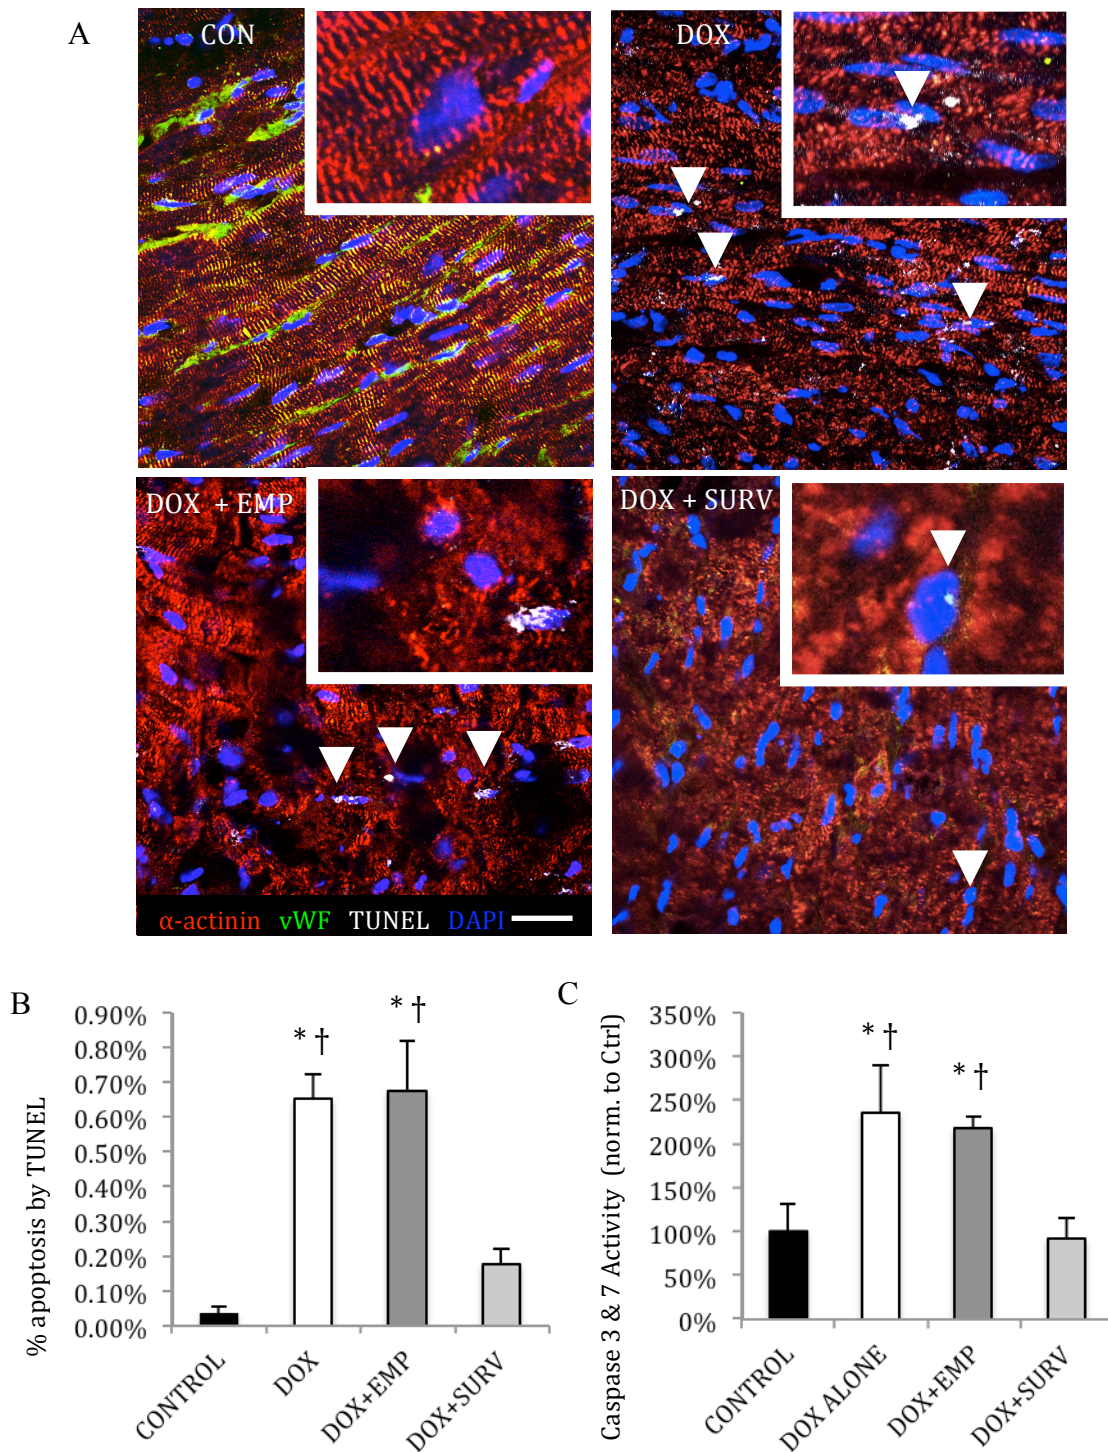 A
CON
DOX
DOX + EMP
DOX + SURV
α-actinin vWF TUNEL DAPI
B
% apoptosis by TUNEL
0.90%
0.80%
0.70%
0.60%
0.50%
0.40%
0.30%
0.20%
0.10%
0.00%
* †
* †
CONTROL
DOX
DOX+EMP
DOX+SURV
C
Caspase 3 & 7 Activity (norm. to Ctrl)
350%
300%
250%
200%
150%
100%
50%
0%
* †
* †
CONTROL
DOX ALONE
DOX+EMP
DOX+SURV